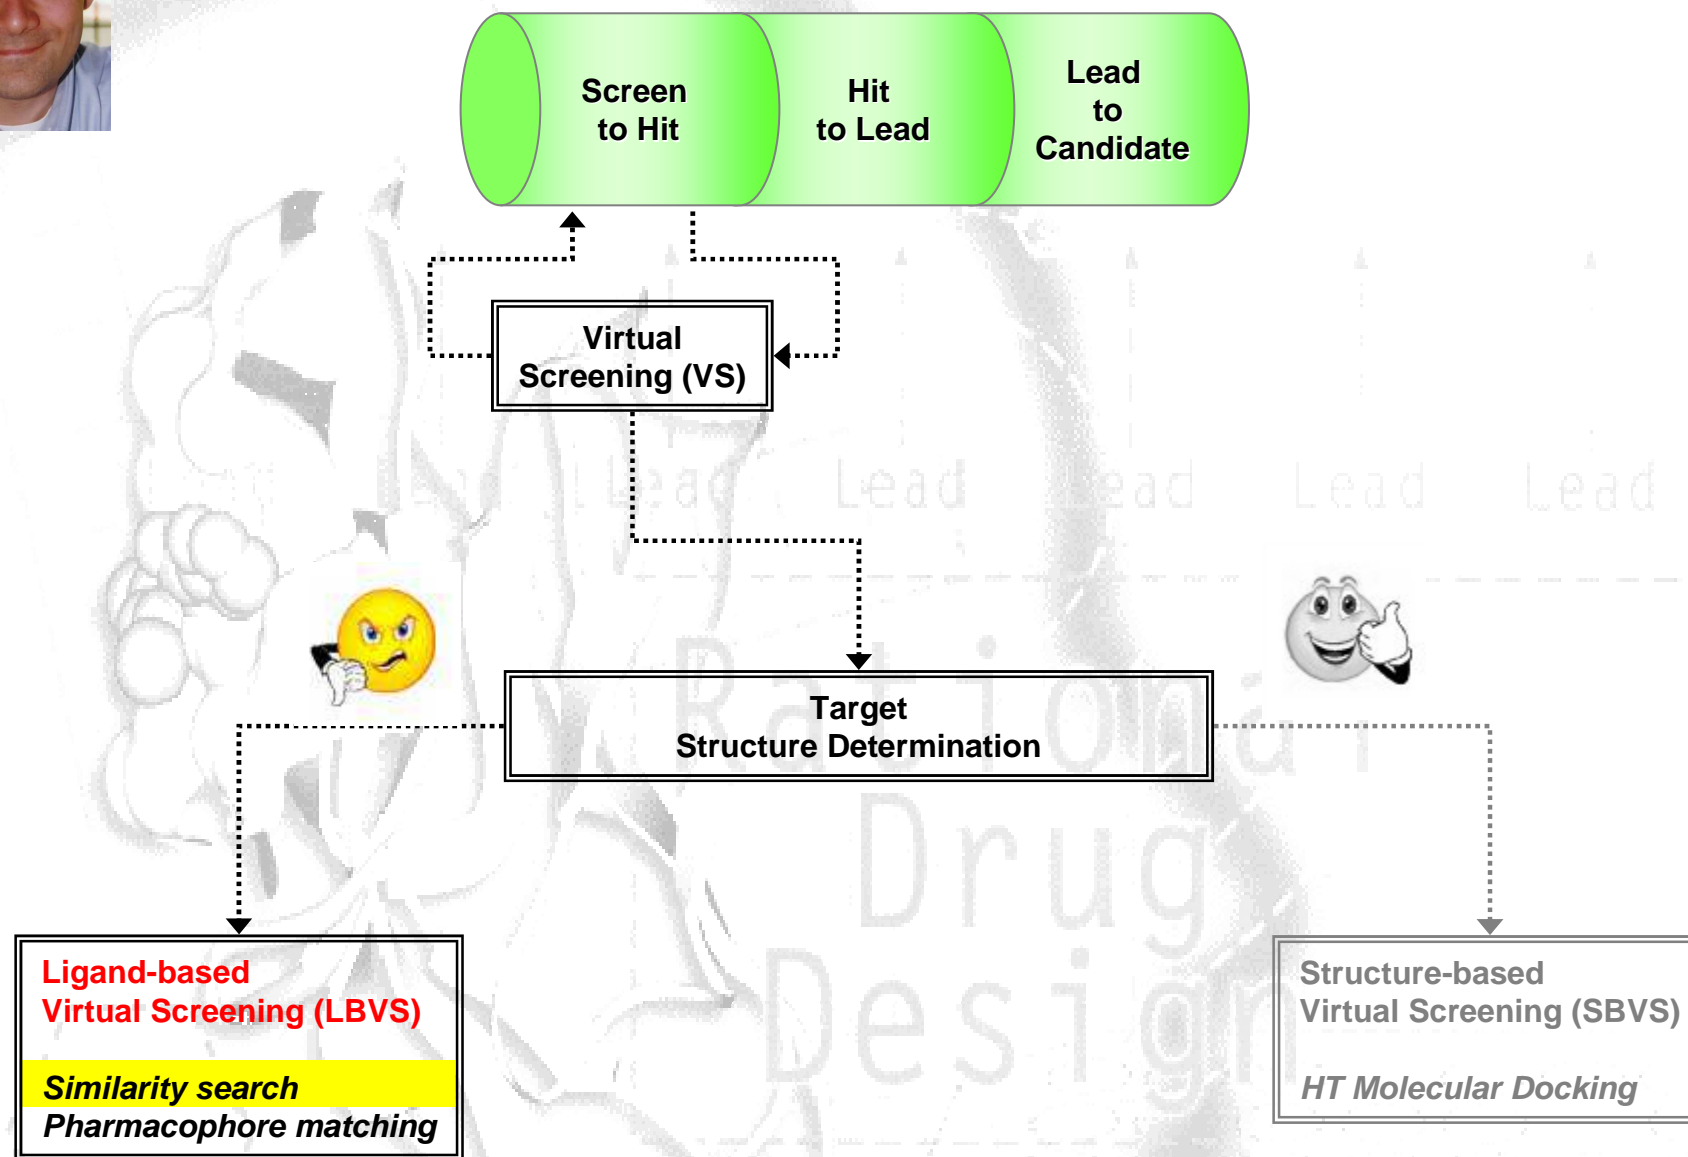 Screen
to Hit
Hit
to Lead
Lead
to
Candidate
Virtual
Screening (VS)
Lead Lead Lead Lead Lead
Target
Structure Determination
Rational
Drug
Design
Ligand-based
Virtual Screening (LBVS)
Similarity search
Pharmacophore matching
Structure-based
Virtual Screening (SBVS)
HT Molecular Docking